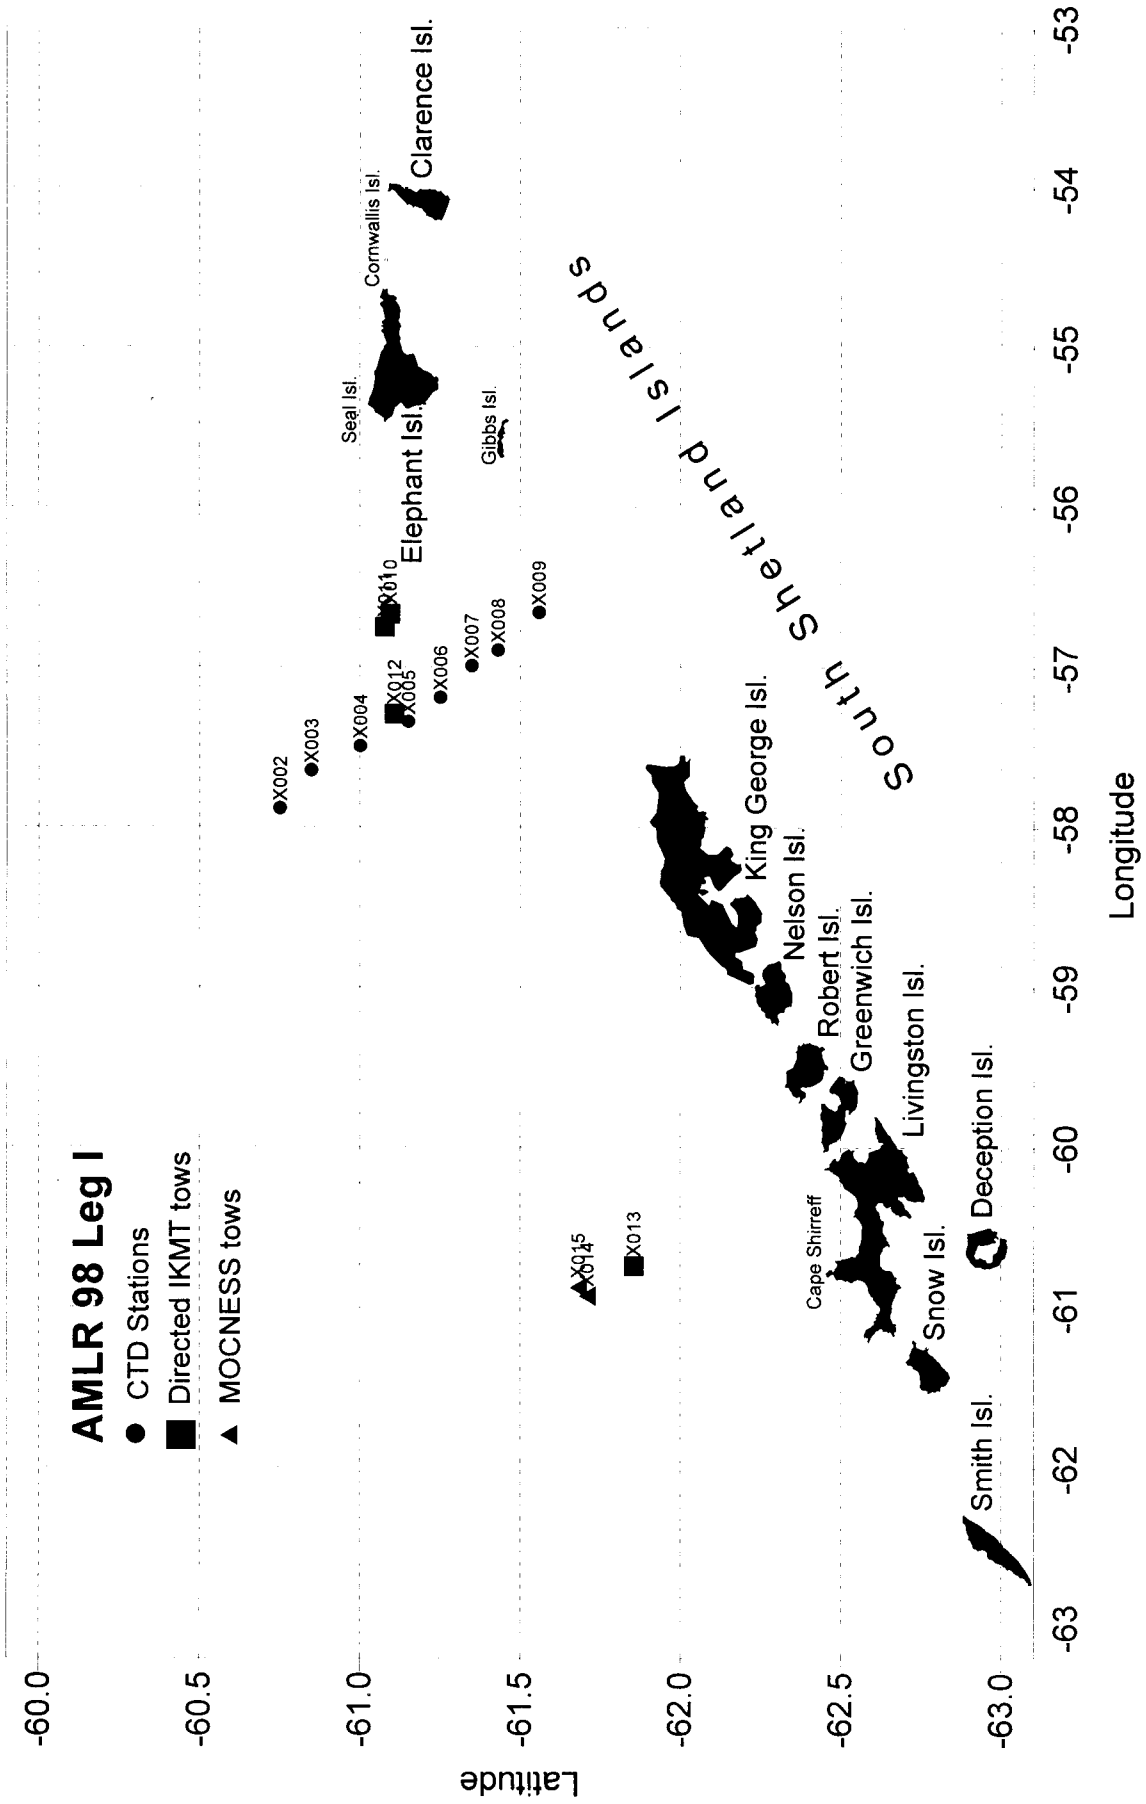 AMLR 98 Leg I
CTD Stations
Directed IKMT tows
MOCNESS tows
Latitude
-60.0
-60.5
-61.0
-61.5
-62.0
-62.5
-63.0
X002
X003
X004
X012
X005
X006
X007
X008
X009
X011
X010
X015
X014
X013
Seal Isl.
Cornwallis Isl.
Elephant Isl.
Clarence Isl.
Gibbs Isl.
South Shetland Islands
King George Isl.
Nelson Isl.
Robert Isl.
Greenwich Isl.
Livingston Isl.
Cape Shirreff
Snow Isl.
Deception Isl.
Smith Isl.
-63
-62
-61
-60
-59
-58
-57
-56
-55
-54
-53
Longitude